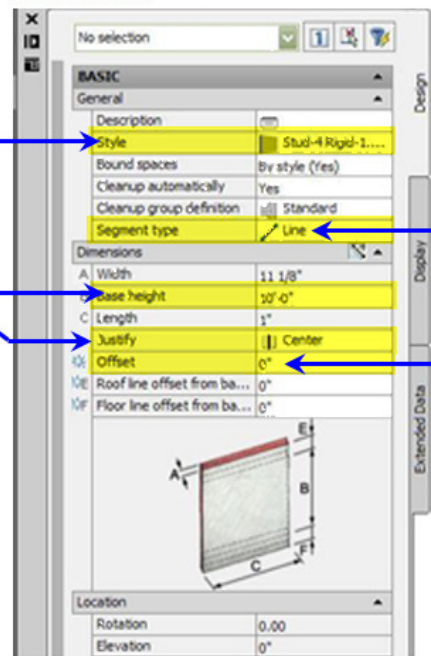 No selection
BASIC
General
Description
Style Stud-4 Rigid-1....
Bound spaces By style (Yes)
Cleanup automatically Yes
Cleanup group definition Standard
Segment type Line
Dimensions
A Width 11 1/8"
B Base height 10'-0"
C Length 1"
Justify Center
Offset 0"
E Roof line offset from ba... 0"
F Floor line offset from ba... 0"
E
A
B
F
C
Location
Rotation 0.00
Elevation 0"
Design
Display
Extended Data